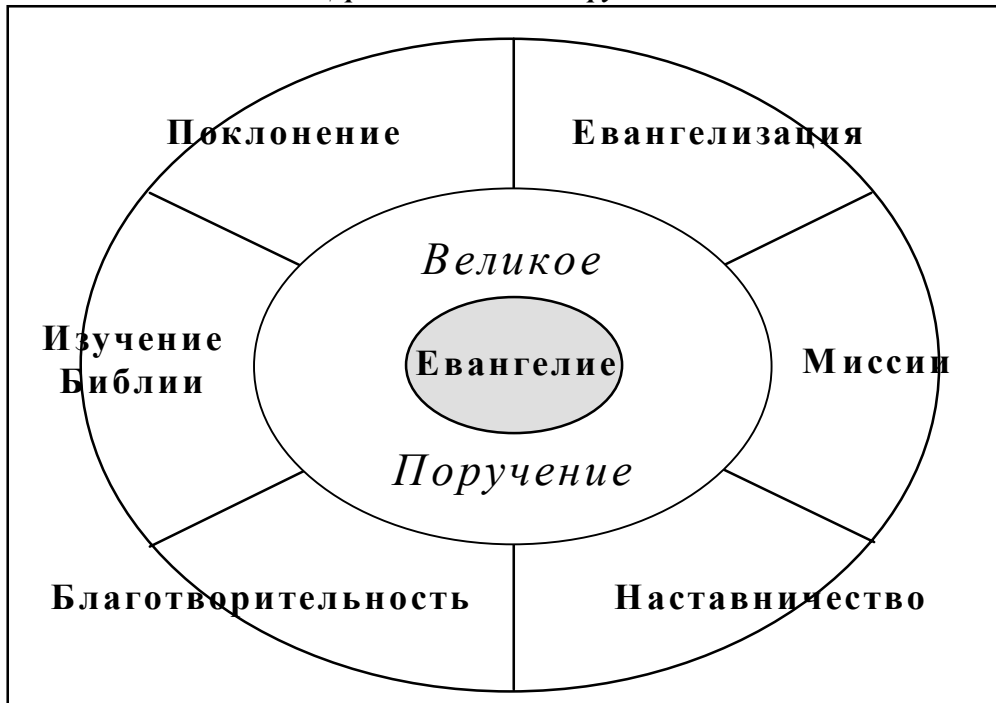 Поклонение
Евангелизация
Великое
Изучение
Библии
Евангелие
Миссии
Поручение
Благотворительность
Наставничество